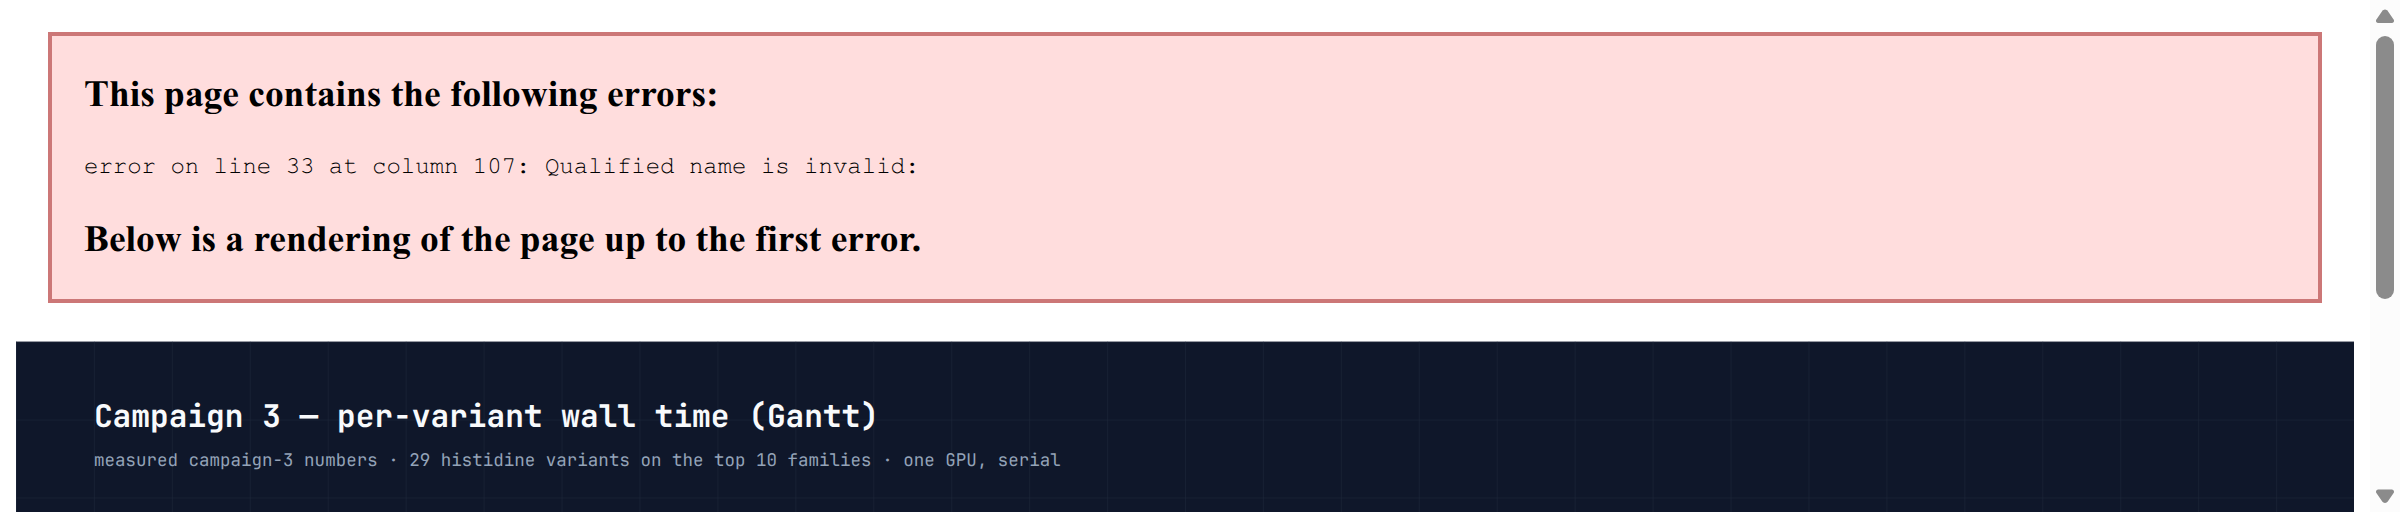 This page contains the following errors:
error on line 33 at column 107: Qualified name is invalid:
Below is a rendering of the page up to the first error.
Campaign 3 — per-variant wall time (Gantt)
measured campaign-3 numbers · 29 histidine variants on the top 10 families · one GPU, serial